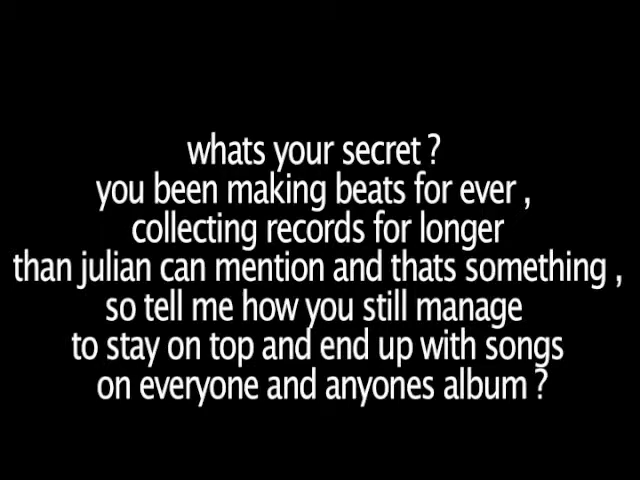 whats your secret ?
you been making beats for ever ,
collecting records for longer
than julian can mention and thats something ,
so tell me how you still manage
to stay on top and end up with songs
on everyone and anyones album ?